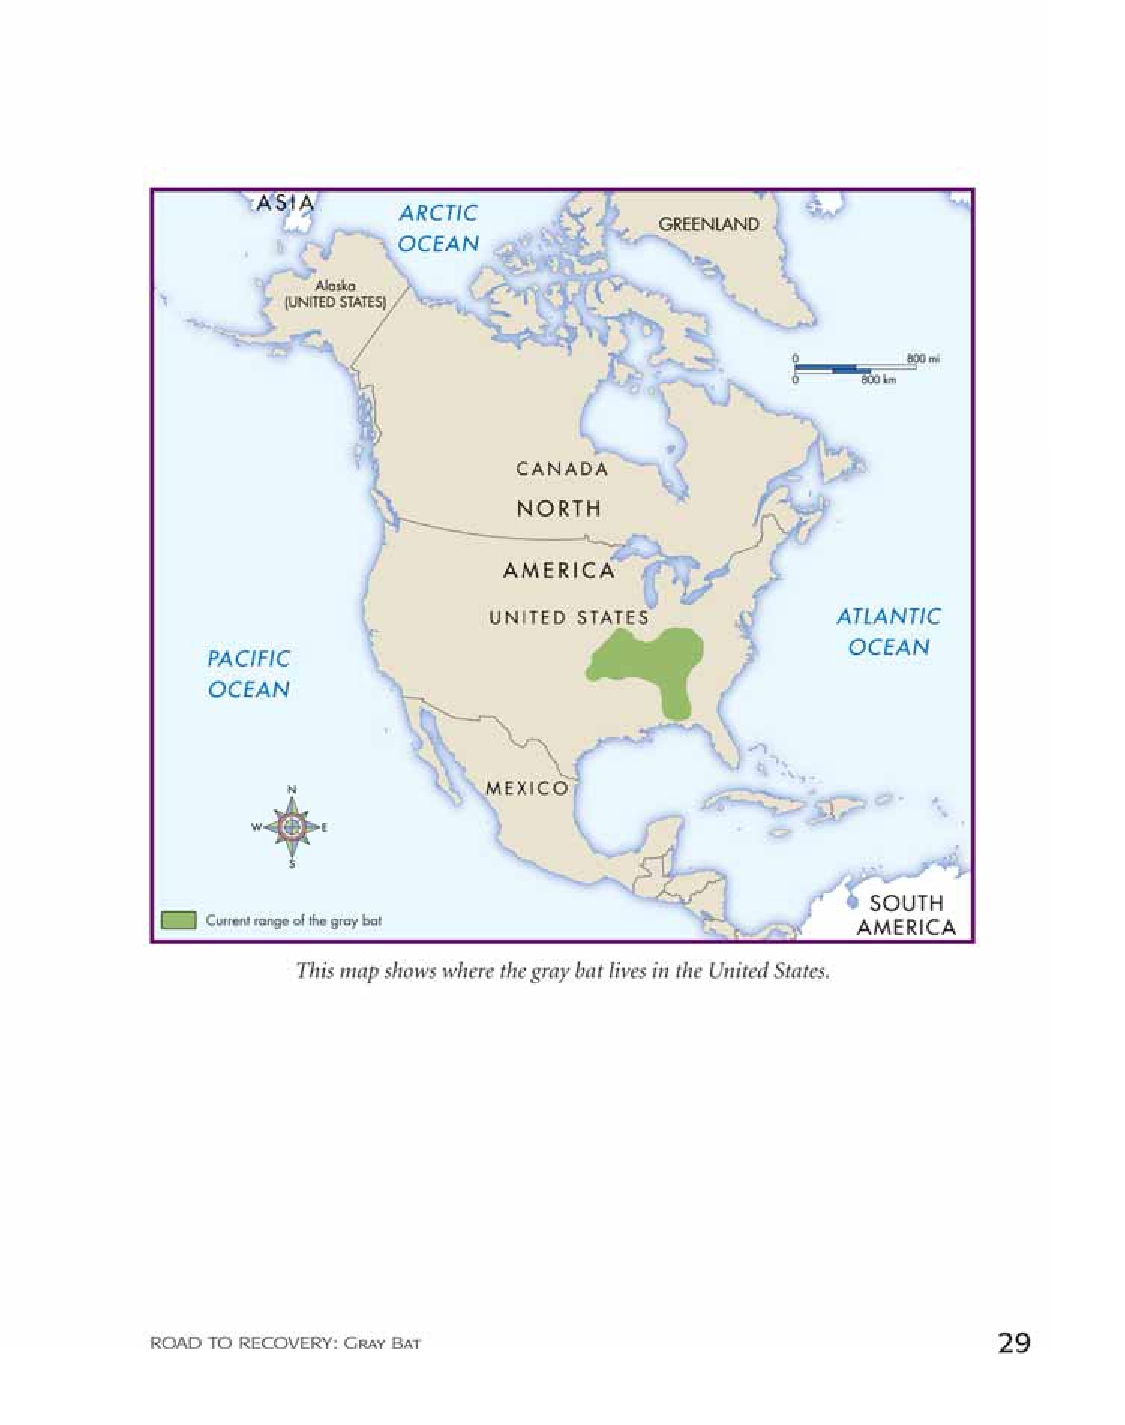 ASIA
ARCTIC
OCEAN
GREENLAND
Alaska
(UNITED STATES)
0 800 mi
0 800 km
CANADA
NORTH
AMERICA
UNITED STATES
ATLANTIC
OCEAN
PACIFIC
OCEAN
MEXICO
N
W E
S
SOUTH
AMERICA
Current range of the gray bat
This map shows where the gray bat lives in the United States.
ROAD TO RECOVERY: GRAY BAT
29